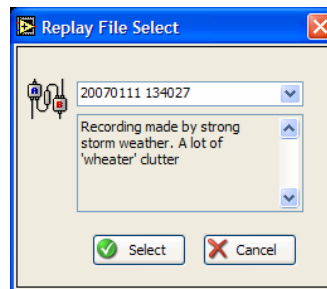 Replay File Select
20070111 134027
Recording made by strong
storm weather. A lot of
'wheater' clutter
Select
Cancel